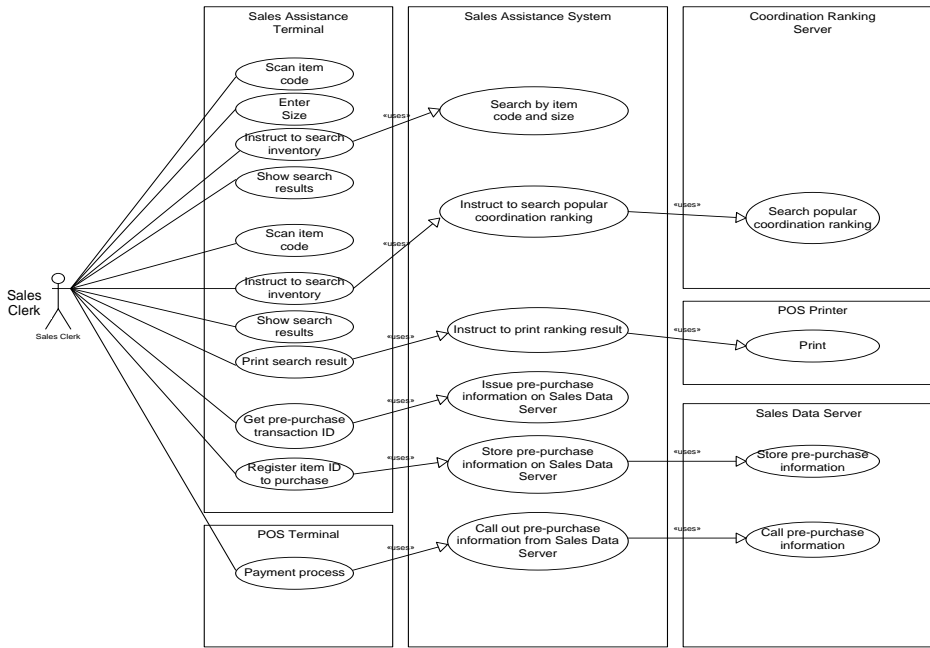 Sales Assistance
Terminal
Sales Assistance System
Coordination Ranking
Server
Scan item
code
Enter
Size
«uses»
Search by item
code and size
Instruct to search
inventory
Show search
results
Instruct to search popular
coordination ranking
«uses»
Search popular
coordination ranking
Scan item
code
«uses»
Instruct to search
inventory
Sales
Clerk
Sales Clerk
Show search
results
«uses»
Instruct to print ranking result
Print search result
POS Printer
«uses»
Print
Issue pre-purchase
information on Sales Data
Server
«uses»
Get pre-purchase
transaction ID
Sales Data Server
Register item ID
to purchase
«uses»
Store pre-purchase
information on Sales Data
Server
«uses»
Store pre-purchase
information
POS Terminal
Payment process
«uses»
Call out pre-purchase
information from Sales Data
Server
«uses»
Call pre-purchase
information